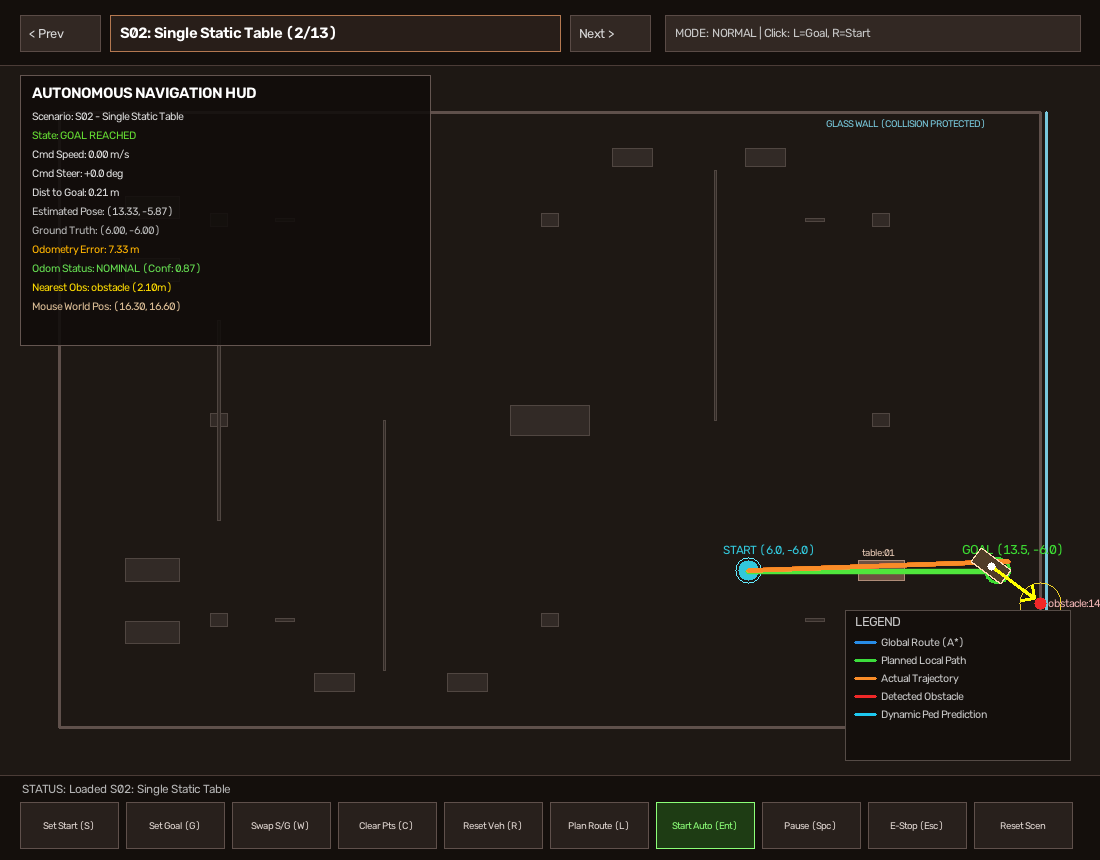 < Prev
S02: Single Static Table (2/13)
Next >
MODE: NORMAL | Click: L=Goal, R=Start
AUTONOMOUS NAVIGATION HUD
Scenario: S02 - Single Static Table
State: GOAL REACHED
Cmd Speed: 0.00 m/s
Cmd Steer: +0.0 deg
Dist to Goal: 0.21 m
Estimated Pose: (13.33, -5.87)
Ground Truth: (6.00, -6.00)
Odometry Error: 7.33 m
Odom Status: NOMINAL (Conf: 0.87)
Nearest Obs: obstacle (2.10m)
Mouse World Pos: (16.30, 16.60)
GLASS WALL (COLLISION PROTECTED)
START (6.0, -6.0)
table:01
GOAL (13.5, -6.0)
obstacle:14
LEGEND
Global Route (A*)
Planned Local Path
Actual Trajectory
Detected Obstacle
Dynamic Ped Prediction
STATUS: Loaded S02: Single Static Table
Set Start (S)
Set Goal (G)
Swap S/G (W)
Clear Pts (C)
Reset Veh (R)
Plan Route (L)
Start Auto (Ent)
Pause (Spc)
E-Stop (Esc)
Reset Scen